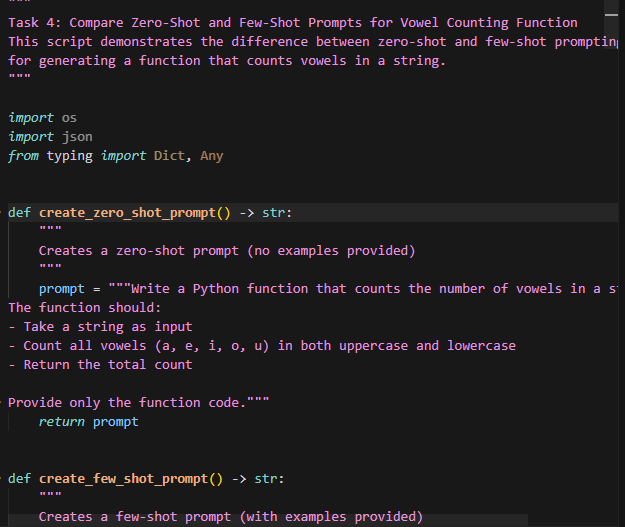 """
Task 4: Compare Zero-Shot and Few-Shot Prompts for Vowel Counting Function
This script demonstrates the difference between zero-shot and few-shot prompting
for generating a function that counts vowels in a string.
"""
import os
import json
from typing import Dict, Any
def create_zero_shot_prompt() -> str:
"""
Creates a zero-shot prompt (no examples provided)
"""
prompt = """Write a Python function that counts the number of vowels in a
The function should:
- Take a string as input
- Count all vowels (a, e, i, o, u) in both uppercase and lowercase
- Return the total count
Provide only the function code."""
return prompt
def create_few_shot_prompt() -> str:
"""
Creates a few-shot prompt (with examples provided)